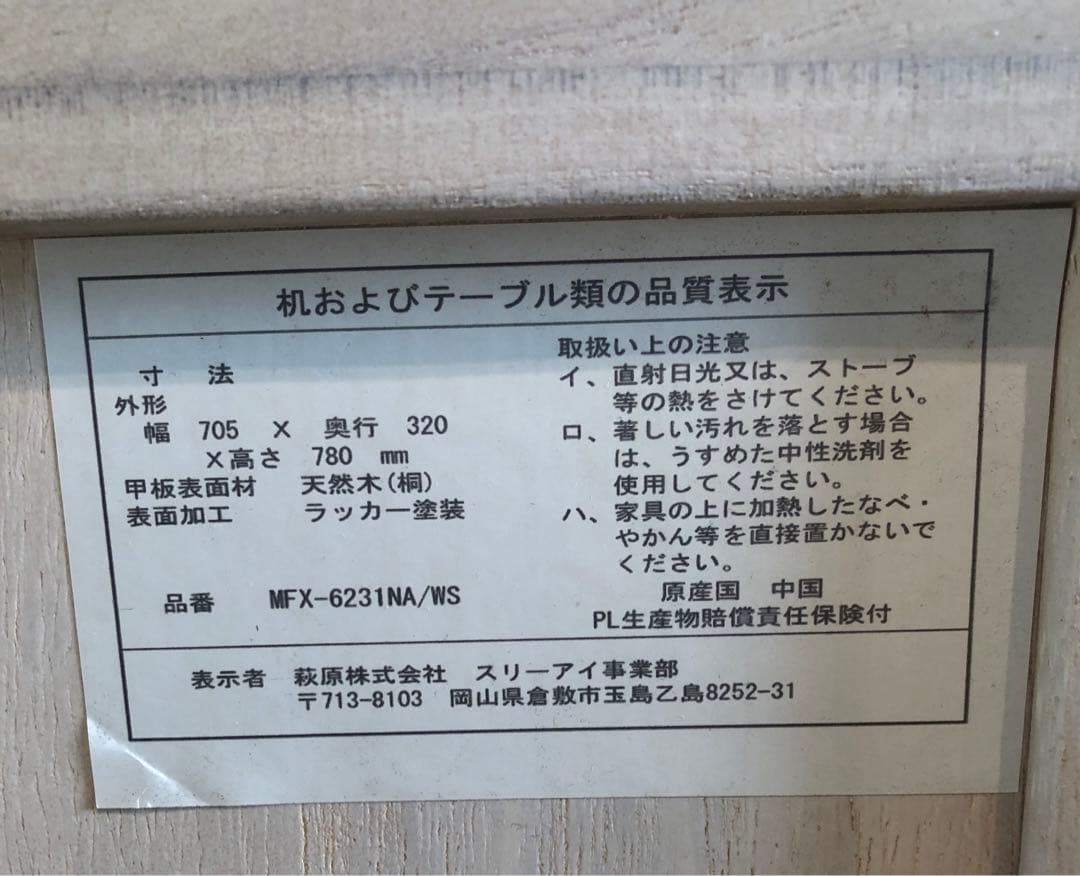 机およびテーブル類の品質表示
寸 法
外形
幅 705 × 奥行 320
×高さ 780 mm
甲板表面材 天然木(桐)
表面加工 ラッカー塗装
品番 MFX-6231NA/WS
取扱い上の注意
イ、直射日光又は、ストーブ
等の熱をさけてください。
ロ、著しい汚れを落とす場合
は、うすめた中性洗剤を
使用してください。
ハ、家具の上に加熱したなべ・
やかん等を直接置かないで
ください。
原産国 中国
PL生産物賠償責任保険付
表示者 萩原株式会社 スリーアイ事業部
〒713-8103 岡山県倉敷市玉島乙島8252-31